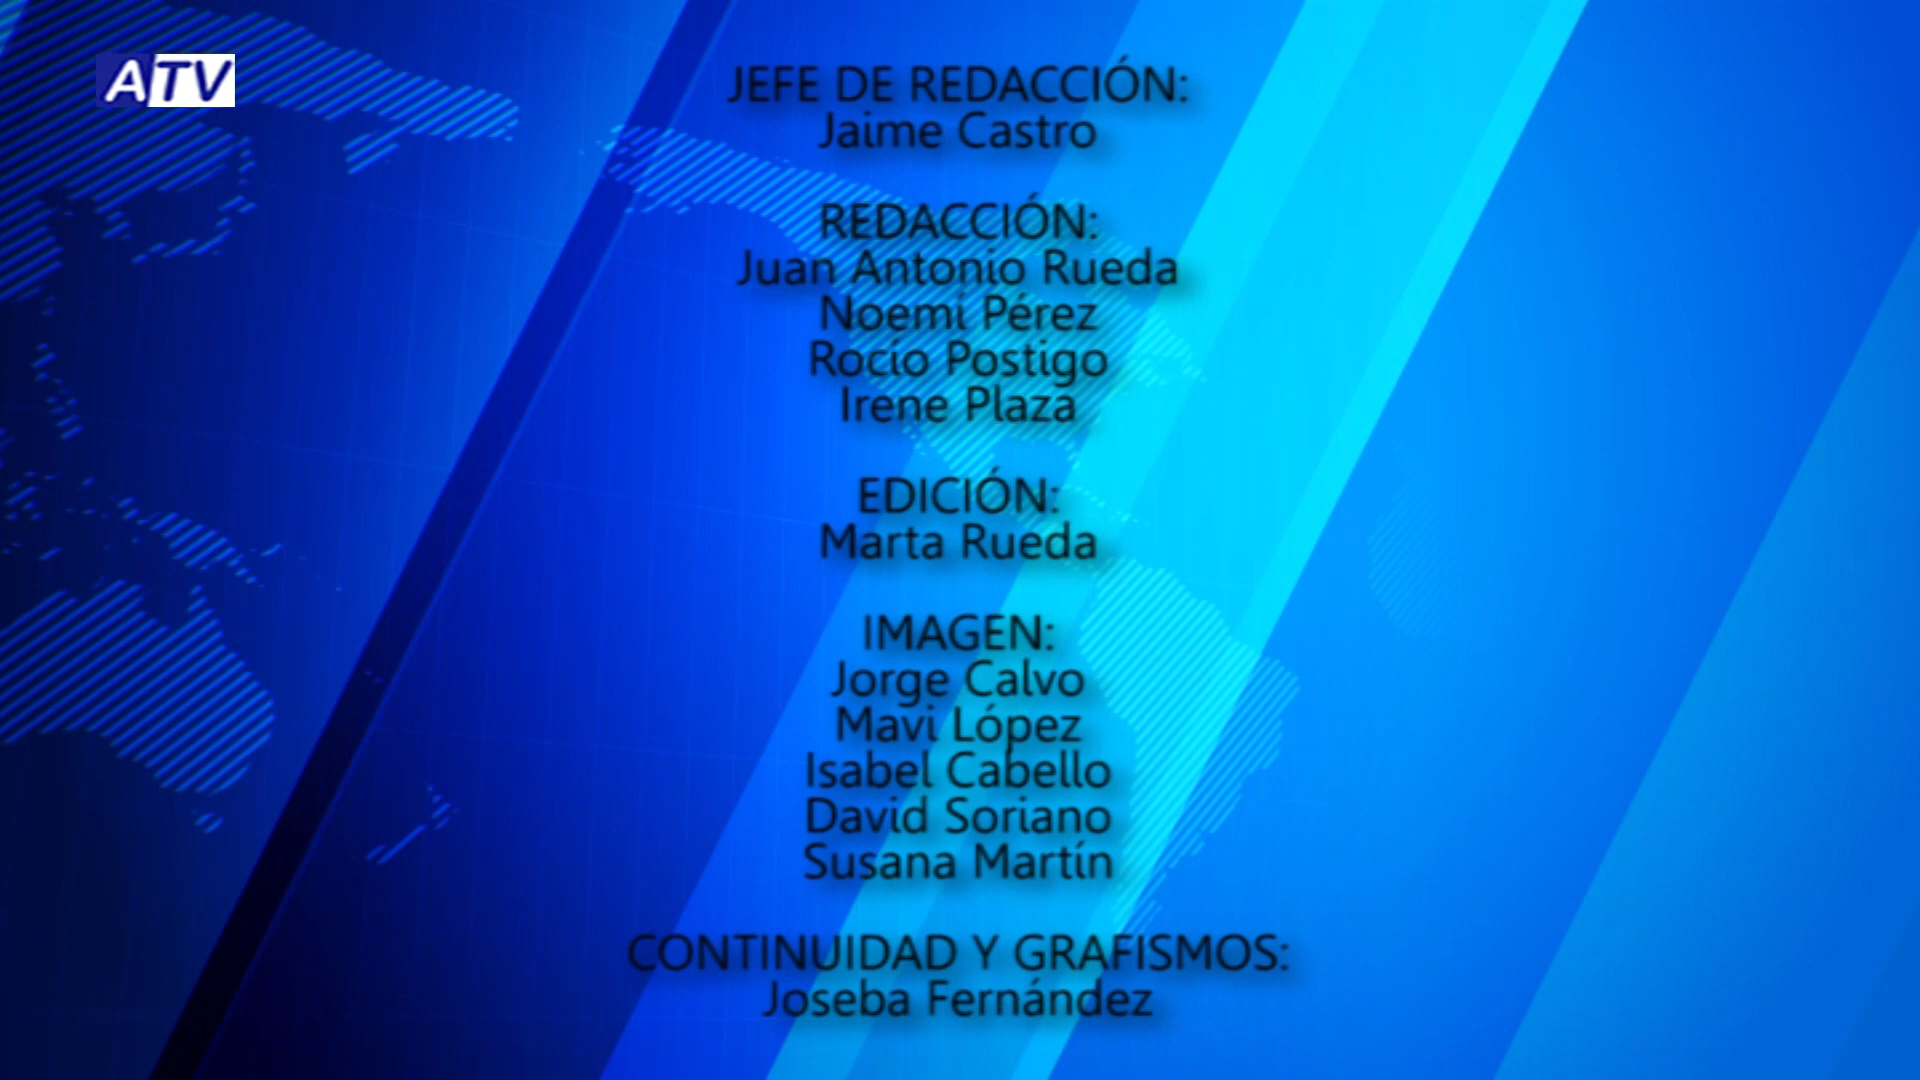 ATV
JEFE DE REDACCIÓN:
Jaime Castro
REDACCIÓN:
Juan Antonio Rueda
Noemí Pérez
Rocío Postigo
Irene Plaza
EDICIÓN:
Marta Rueda
IMAGEN:
Jorge Calvo
Mavi López
Isabel Cabello
David Soriano
Susana Martín
CONTINUIDAD Y GRAFISMOS:
Joseba Fernández